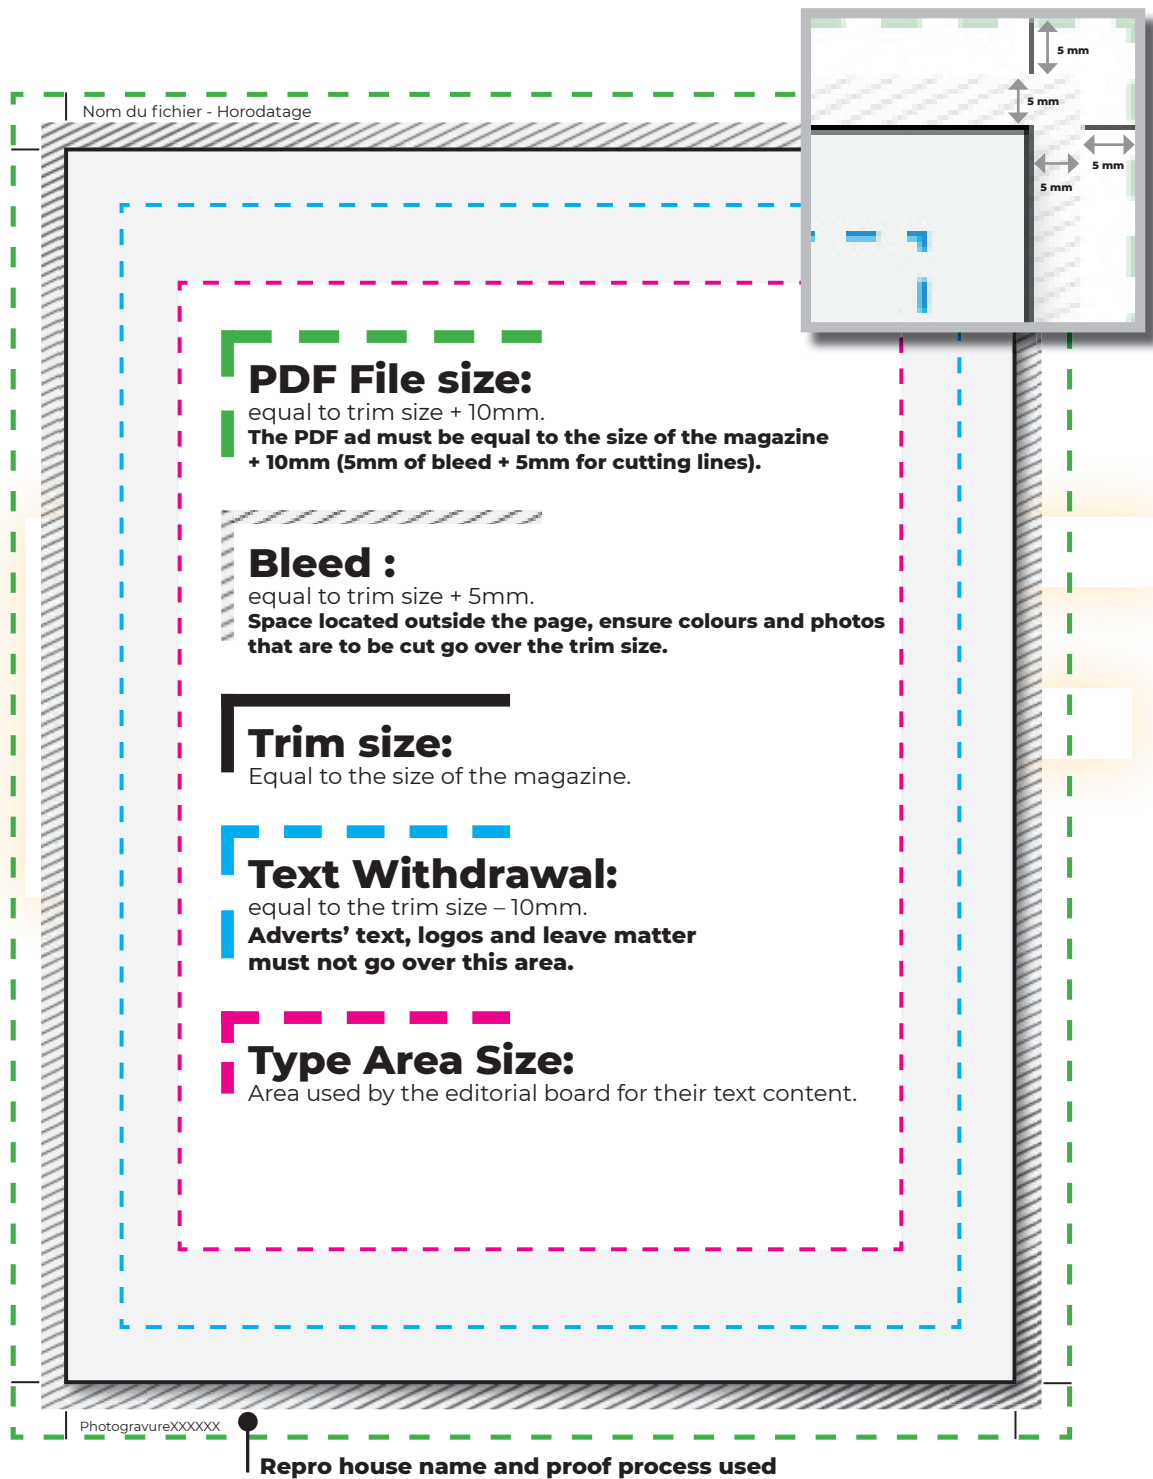 5 mm
5 mm
5 mm
5 mm
Nom du fichier - Horodatage
PDF File size:
equal to trim size + 10mm.
The PDF ad must be equal to the size of the magazine
+ 10mm (5mm of bleed + 5mm for cutting lines).
Bleed :
equal to trim size + 5mm.
Space located outside the page, ensure colours and photos
that are to be cut go over the trim size.
Trim size:
Equal to the size of the magazine.
Text Withdrawal:
equal to the trim size – 10mm.
Adverts’ text, logos and leave matter
must not go over this area.
Type Area Size:
Area used by the editorial board for their text content.
PhotogravureXXXXXX
Repro house name and proof process used